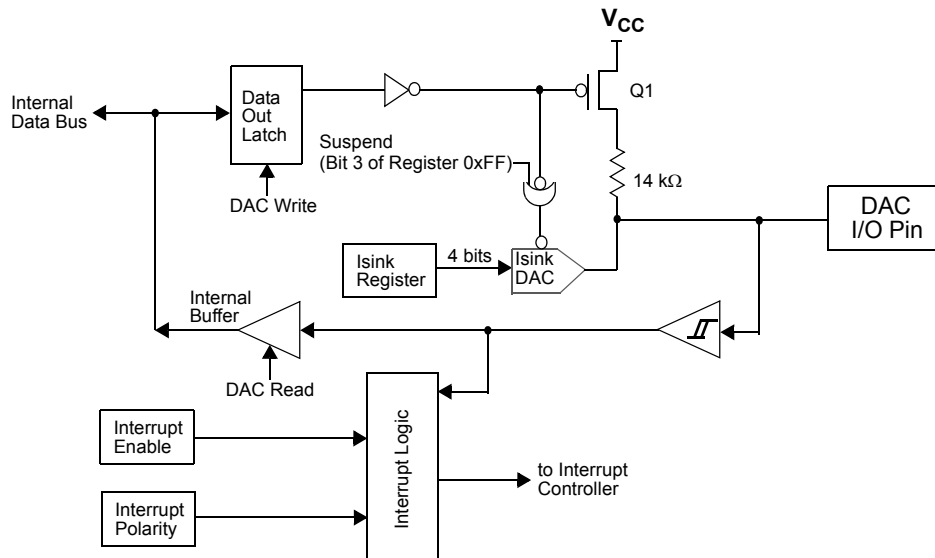 VCC
Internal
Data Bus
Data
Out
Latch
Q1
Suspend
(Bit 3 of Register 0xFF)
14 kΩ
DAC Write
DAC
I/O Pin
4 bits
Isink
Register
Isink
DAC
Internal
Buffer
DAC Read
Interrupt
Enable
Interrupt Logic
to Interrupt
Controller
Interrupt
Polarity